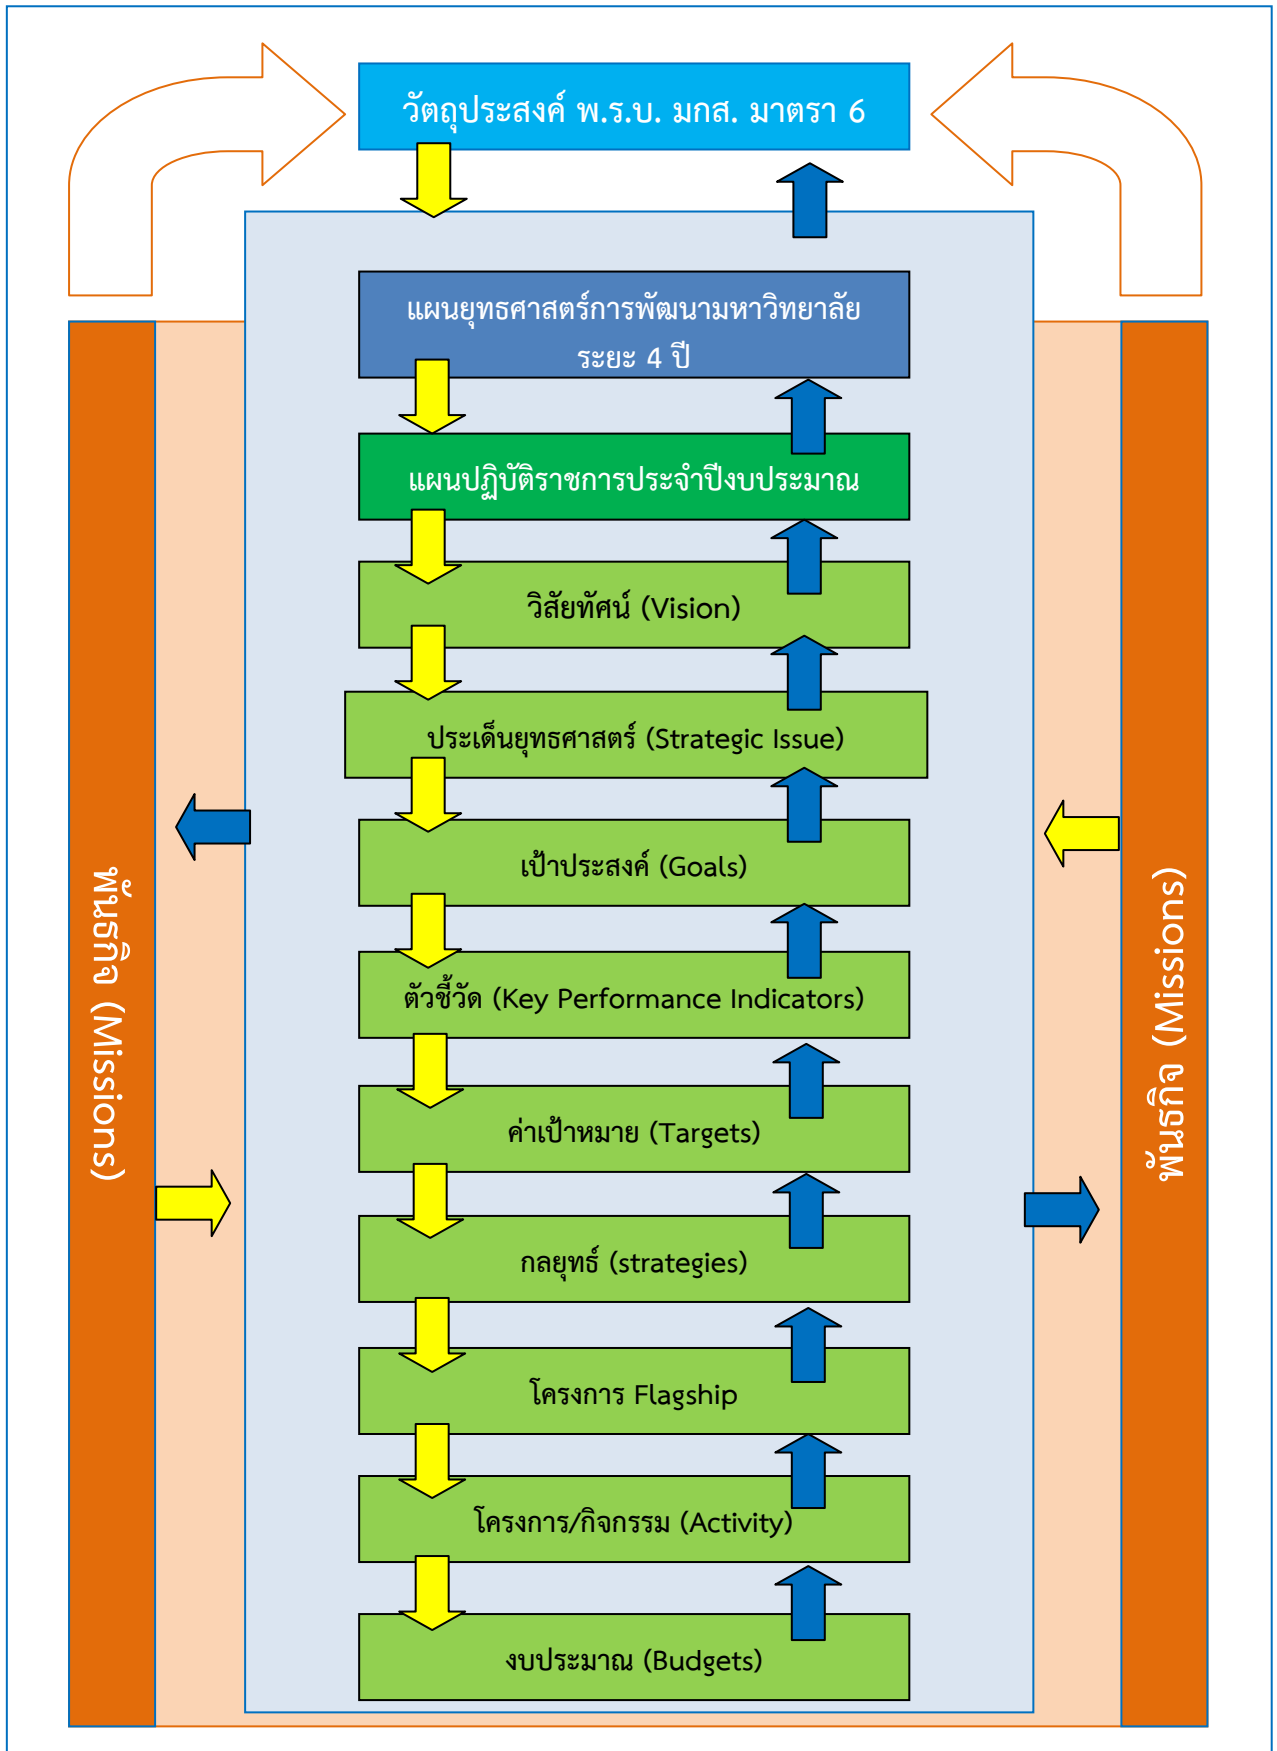 วัตถุประสงค์ พ.ร.บ. มกส. มาตรา 6
แผนยุทธศาสตร์การพัฒนามหาวิทยาลัย
ระยะ 4 ปี
แผนปฏิบัติราชการประจำปีงบประมาณ
วิสัยทัศน์ (Vision)
ประเด็นยุทธศาสตร์ (Strategic Issue)
เป้าประสงค์ (Goals)
ตัวชี้วัด (Key Performance Indicators)
ค่าเป้าหมาย (Targets)
กลยุทธ์ (strategies)
โครงการ Flagship
โครงการ/กิจกรรม (Activity)
งบประมาณ (Budgets)
พันธกิจ (Missions)
พันธกิจ (Missions)